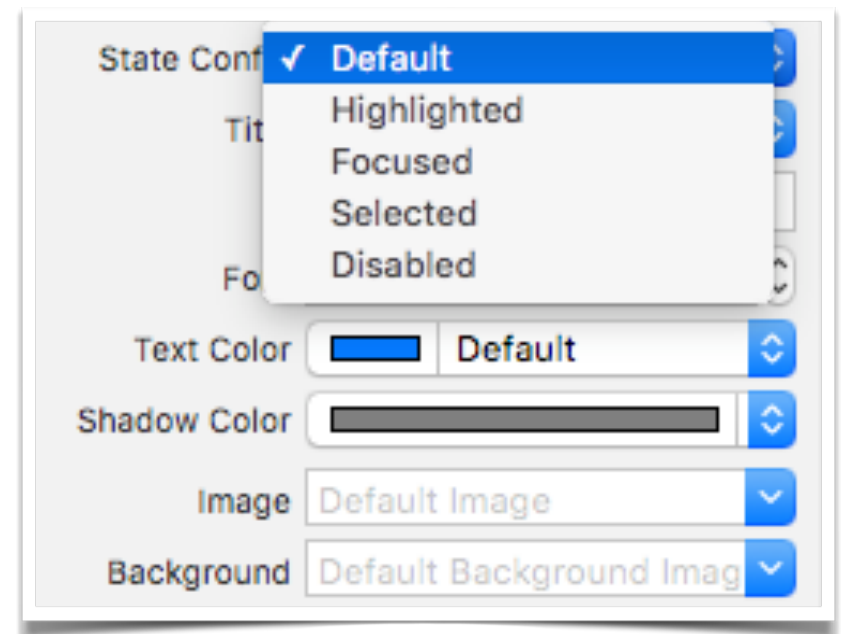 State Conf ✓ Default
Highlighted
Tit
Focused
Selected
Disabled
Fo
Text Color Default
Shadow Color
Image Default Image
Background Default Background Imag